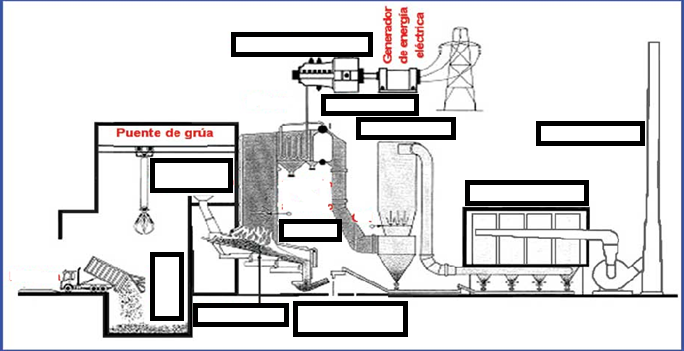 Generador
de energía
eléctrica
Puente de grúa